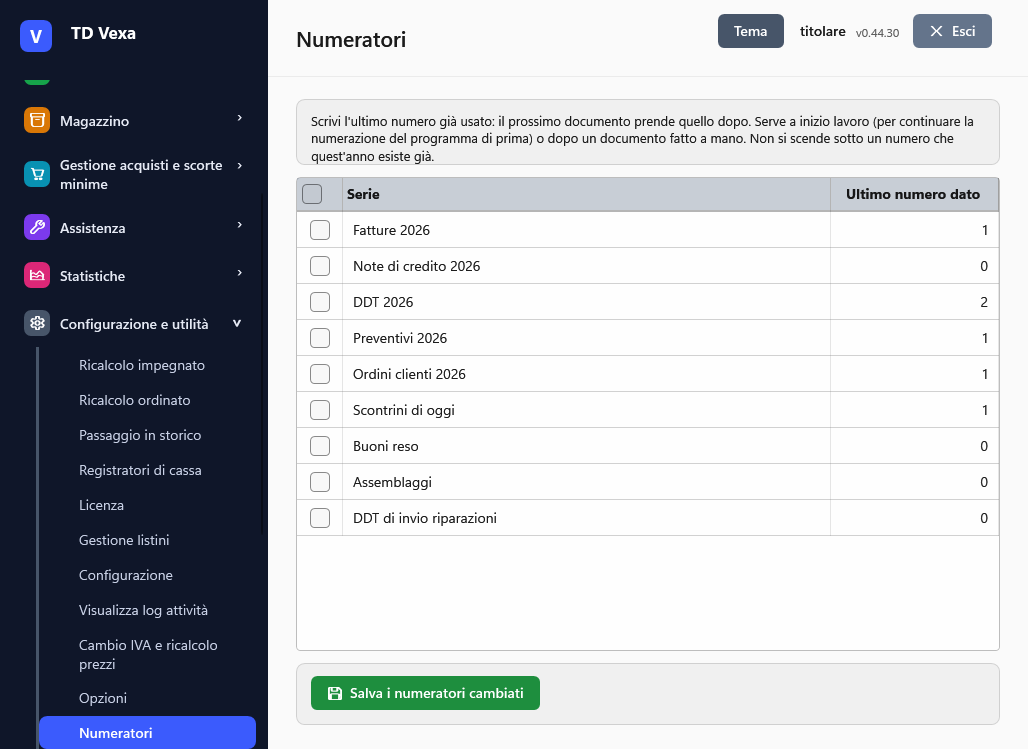 V
TD Vexa
Magazzino
Gestione acquisti e scorte
minime
Assistenza
Statistiche
Configurazione e utilità
Ricalcolo impegnato
Ricalcolo ordinato
Passaggio in storico
Registratori di cassa
Licenza
Gestione listini
Configurazione
Visualizza log attività
Cambio IVA e ricalcolo
prezzi
Opzioni
Numeratori
Numeratori
Tema titolare v0.44.30 Esci
Scrivi l'ultimo numero già usato: il prossimo documento prende quello dopo. Serve a inizio lavoro (per continuare la
numerazione del programma di prima) o dopo un documento fatto a mano. Non si scende sotto un numero che
quest'anno esiste già.
Serie Ultimo numero dato
Fatture 2026 1
Note di credito 2026 0
DDT 2026 2
Preventivi 2026 1
Ordini clienti 2026 1
Scontrini di oggi 1
Buoni reso 0
Assemblaggi 0
DDT di invio riparazioni 0
Salva i numeratori cambiati